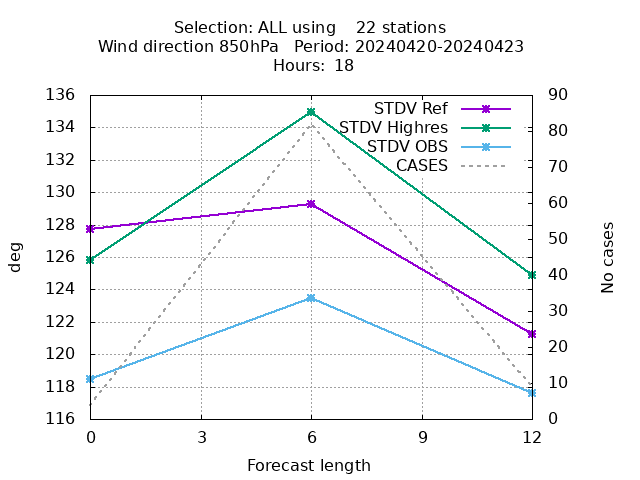 Selection: ALL using    22 stations
Wind direction 850hPa   Period: 20240420-20240423
Hours:  18
136
134
132
130
128
126
124
122
120
118
116
deg
STDV Ref
STDV Highres
STDV OBS
CASES
90
80
70
60
50
40
30
20
10
0
No cases
0 3 6 9 12
Forecast length